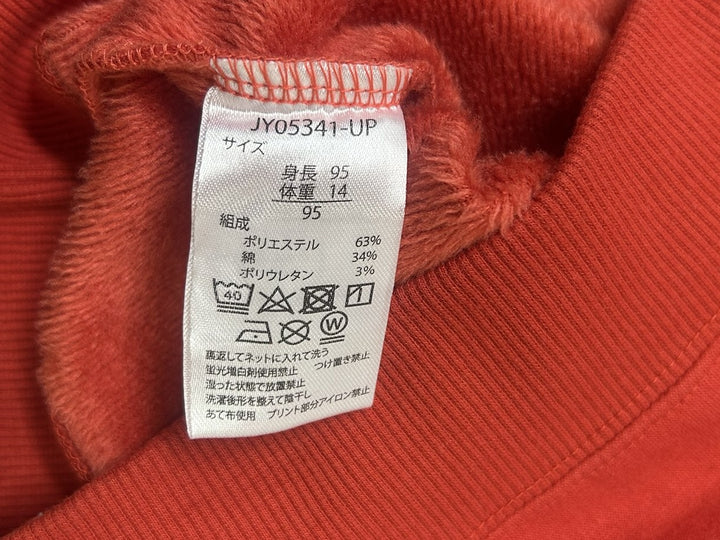 JY05341-UP
サイズ
身長 95
体重 14
95
組成
ポリエステル 63%
綿 34%
ポリウレタン 3%
40
W
裏返してネットに入れて洗う つけ置き禁止
蛍光増白剤使用禁止
湿った状態で放置禁止
洗濯後形を整えて陰干し
あて布使用 プリント部分アイロン禁止